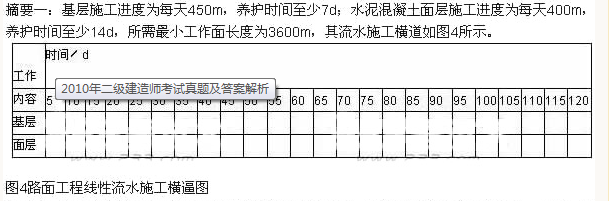 摘要一：基层施工进度为每天450m，养护时间至少7d；水泥混凝土面层施工进度为每天400m，
养护时间至少14d，所需最小工作面长度为3600m，其流水施工横道如图4所示。
时间／d
工作
2010年二级建造师考试真题及答案解析
内容 5 10 15 20 25 30 35 40 45 50 55 60 65 70 75 80 85 90 95 100 105 110 115 120
基层
面层
图4路面工程线性流水施工横逼图